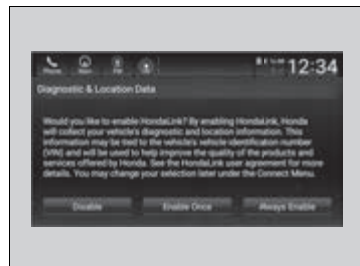 Phone
12:34
Diagnostic & Location Data
Would you like to enable HondaLink? By enabling HondaLink, Honda
will collect your vehicle's diagnostic and location information. This
information may be tied to the vehicle's vehicle identification number
(VIN) and will be used to help improve the quality of the products and
services offered by Honda. See the HondaLink user agreement for more
details. You may change your selection later under the Connect Menu.
Disable
Enable Once
Always Enable